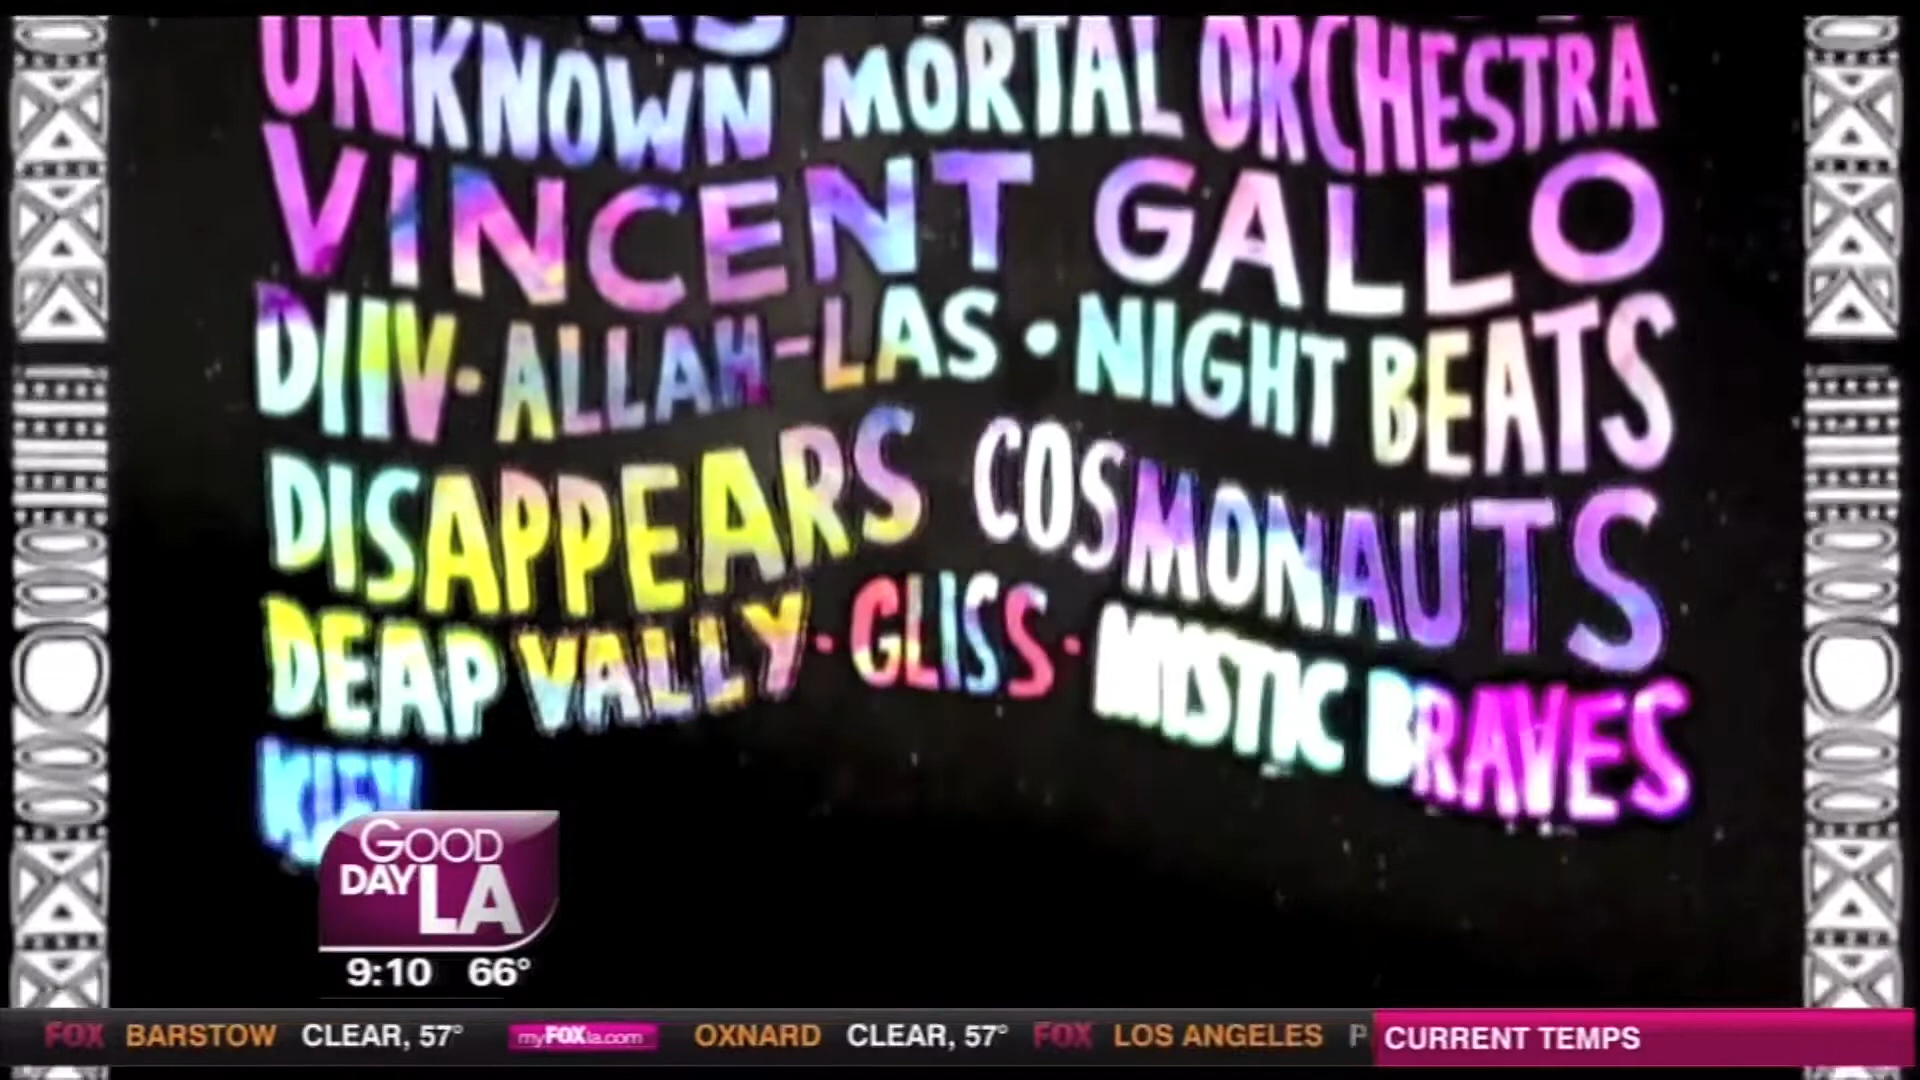 UNKNOWN MORTAL ORCHESTRA
VINCENT GALLO
DIIV · ALLAH-LAS · NIGHT BEATS
DISAPPEARS COSMONAUTS
DEAP VALLY · GLISS · MYSTIC BRAVES
GOOD
DAY LA
9:10 66°
FOX BARSTOW CLEAR, 57° myFOXla.com OXNARD CLEAR, 57° FOX LOS ANGELES P CURRENT TEMPS